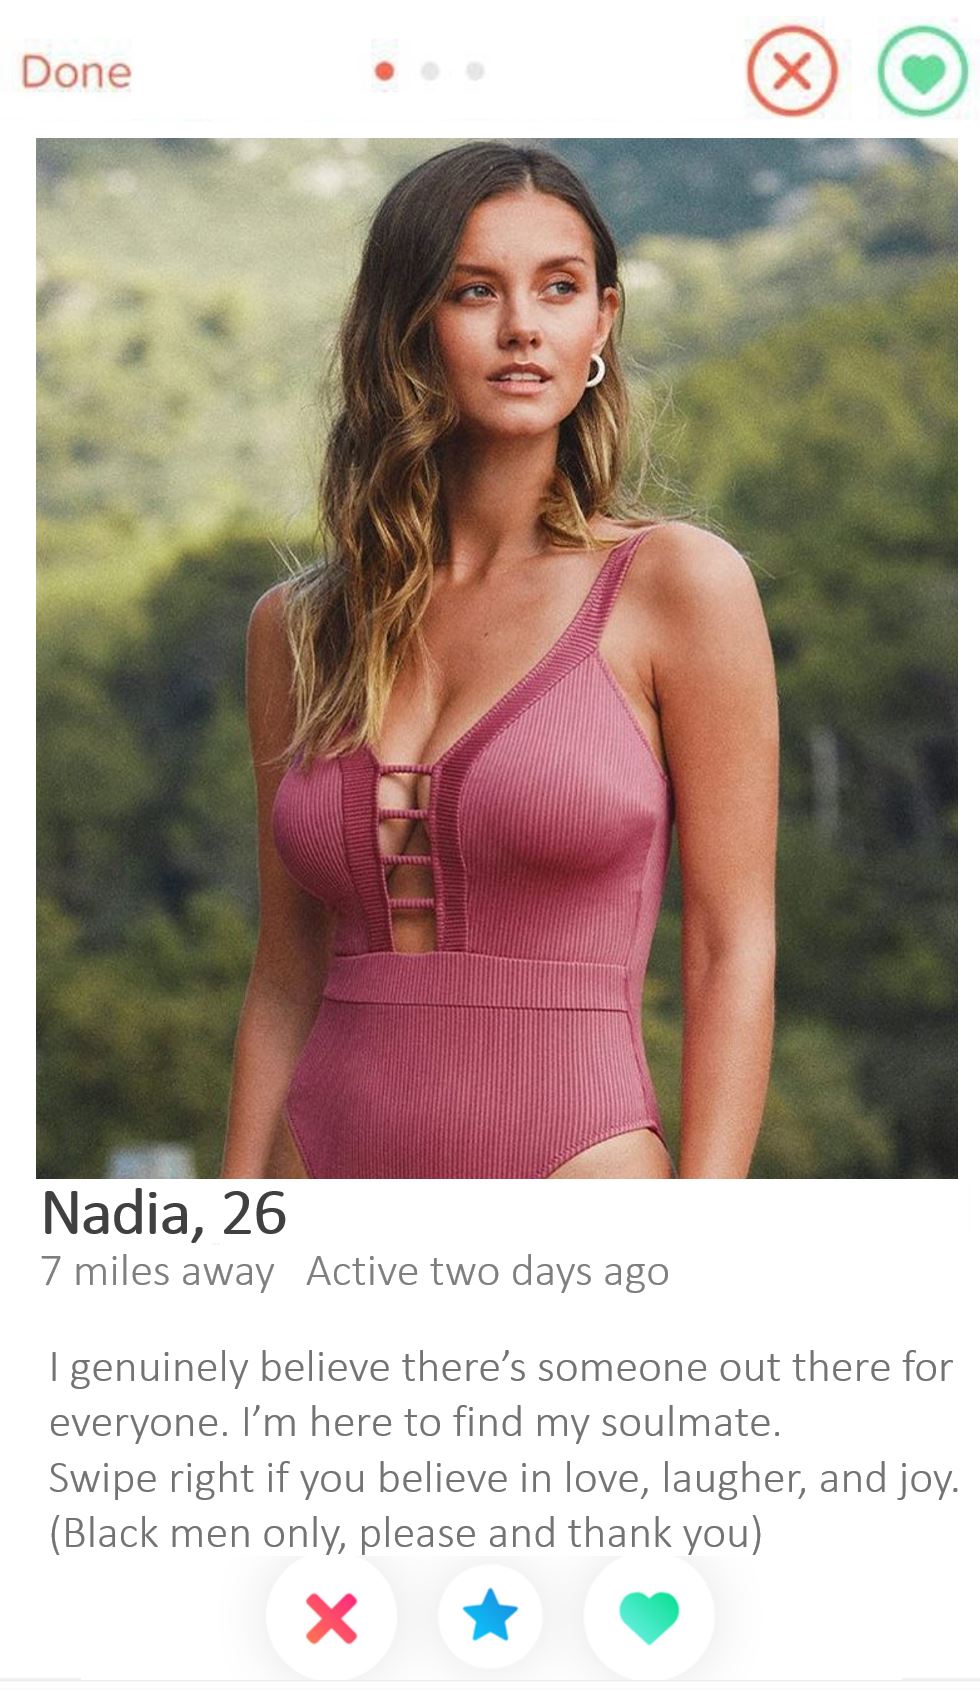 Done
Nadia, 26
7 miles away   Active two days ago
I genuinely believe there’s someone out there for
everyone. I’m here to find my soulmate.
Swipe right if you believe in love, laugher, and joy.
(Black men only, please and thank you)